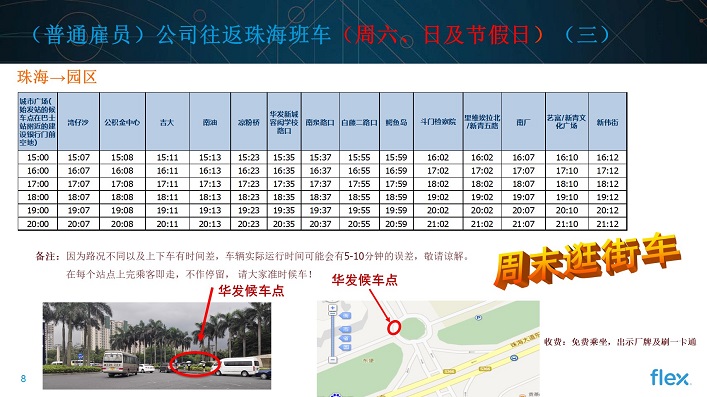 （普通雇员）公司往返珠海班车（周六、日及节假日）（三）
珠海→园区
城市广场(始发站的候车点在巴士站附近的建设银行门前空地) 湾仔沙 公积金中心 吉大 南油 凉粉桥 华发新城容闳学校路口 南泉路口 白藤二路口 鳄鱼岛 斗门检察院 里维埃拉北/新青五路 南厂 艺富/新青文化广场 新伟街
15:00 15:07 15:08 15:11 15:13 15:23 15:35 15:37 15:55 15:59 16:02 16:02 16:07 16:10 16:12
16:00 16:07 16:08 16:11 16:13 16:23 16:35 16:37 16:55 16:59 17:02 17:02 17:07 17:10 17:12
17:00 17:07 17:08 17:11 17:13 17:23 17:35 17:37 17:55 17:59 18:02 18:02 18:07 18:10 18:12
18:00 18:07 18:08 18:11 18:13 18:23 18:35 18:37 18:55 18:59 19:02 19:02 19:07 19:10 19:12
19:00 19:07 19:08 19:11 19:13 19:23 19:35 19:37 19:55 19:59 20:02 20:02 20:07 20:10 20:12
20:00 20:07 20:08 20:11 20:13 20:23 20:35 20:37 20:55 20:59 21:02 21:02 21:07 21:10 21:12
备注：因为路况不同以及上下车有时间差，车辆实际运行时间可能会有5-10分钟的误差，敬请谅解。
在每个站点上完乘客即走，不作停留， 请大家准时候车！
周末逛街车
华发候车点
华发候车点
珠海大道东
收费：免费乘坐，出示厂牌及刷一卡通
8
flex